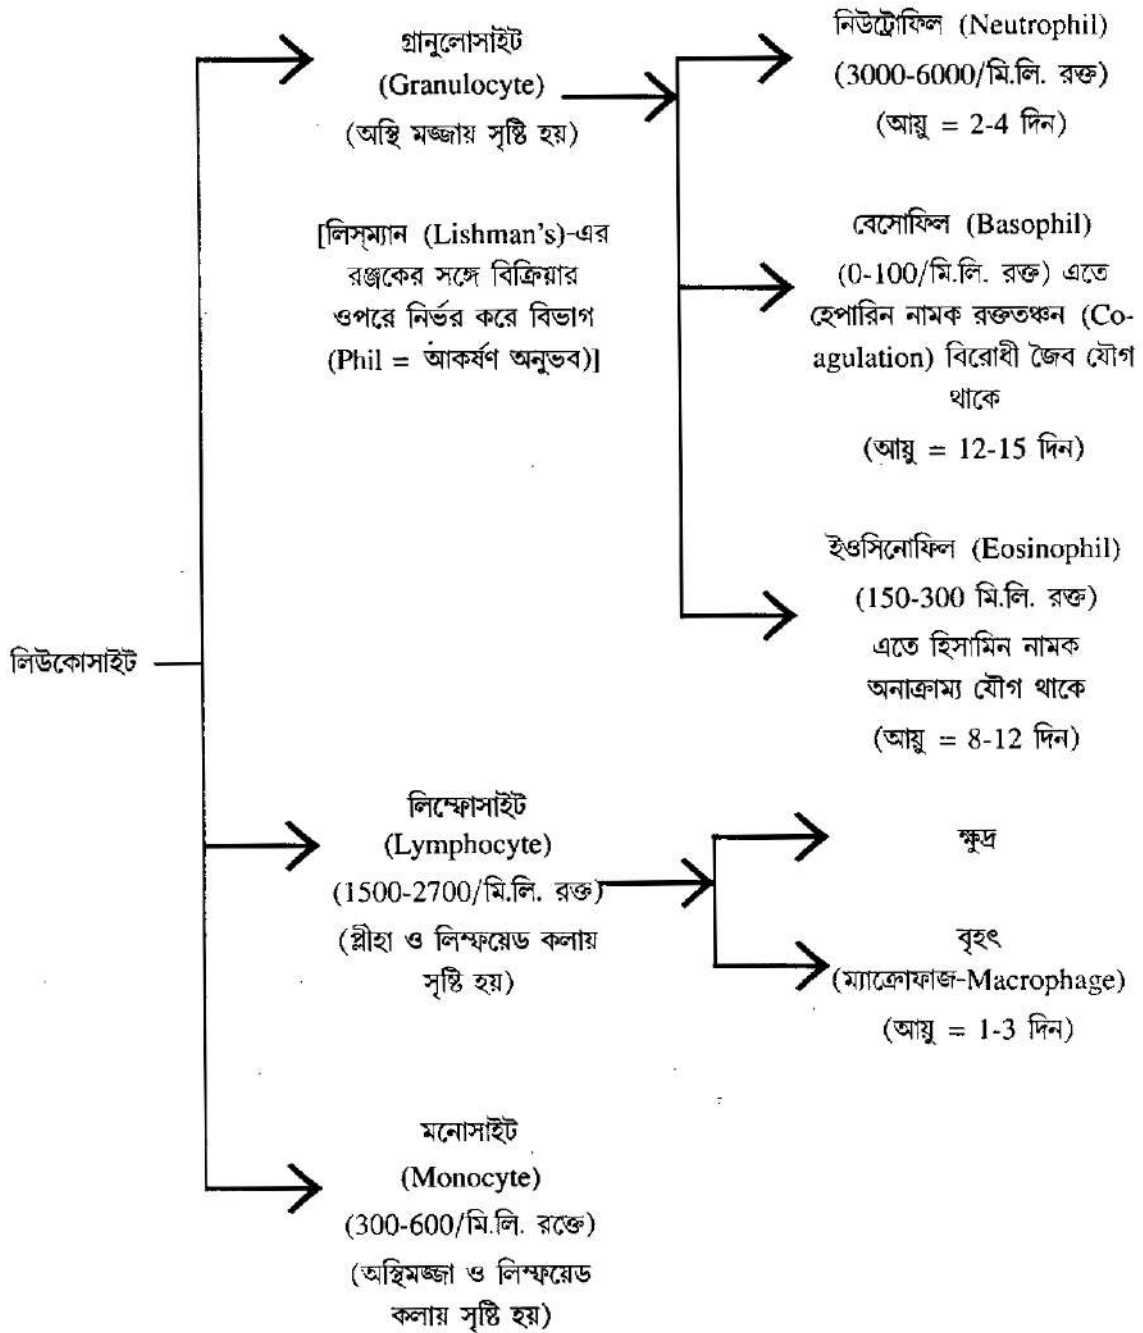 গ্রানুলোসাইট
(Granulocyte)
(অস্থি মজ্জায় সৃষ্টি হয়)
[লিস্‌ম্যান (Lishman's)-এর
রঞ্জকের সঙ্গে বিক্রিয়ার
ওপরে নির্ভর করে বিভাগ
(Phil = আকর্ষণ অনুভব)]
নিউট্রোফিল (Neutrophil)
(3000-6000/মি.লি. রক্ত)
(আয়ু = 2-4 দিন)
বেসোফিল (Basophil)
(0-100/মি.লি. রক্ত) এতে
হেপারিন নামক রক্ততঞ্চন (Co-
agulation) বিরোধী জৈব যৌগ
থাকে
(আয়ু = 12-15 দিন)
ইওসিনোফিল (Eosinophil)
(150-300 মি.লি. রক্ত)
এতে হিসামিন নামক
অনাক্রাম্য যৌগ থাকে
(আয়ু = 8-12 দিন)
লিউকোসাইট
লিম্ফোসাইট
(Lymphocyte)
(1500-2700/মি.লি. রক্ত)
(প্লীহা ও লিম্ফয়েড কলায়
সৃষ্টি হয়)
ক্ষুদ্র
বৃহৎ
(ম্যাক্রোফাজ-Macrophage)
(আয়ু = 1-3 দিন)
মনোসাইট
(Monocyte)
(300-600/মি.লি. রক্তে)
(অস্থিমজ্জা ও লিম্ফয়েড
কলায় সৃষ্টি হয়)